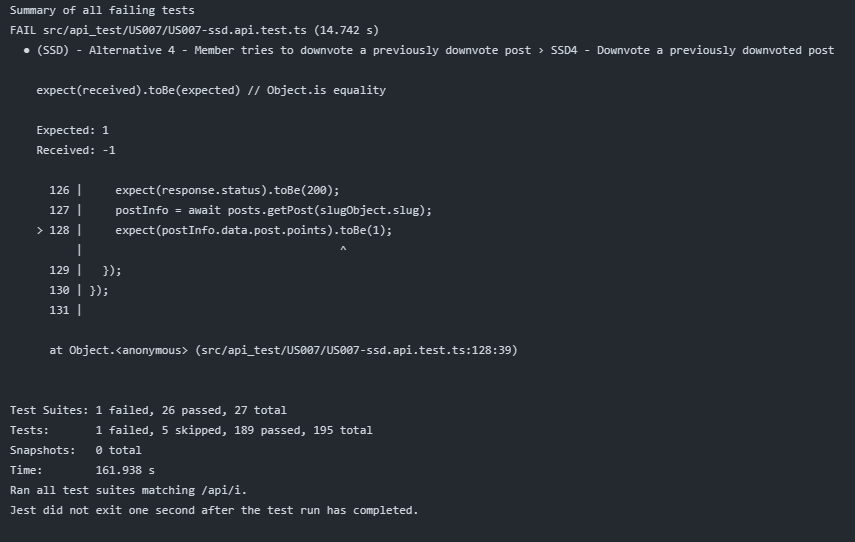 Summary of all failing tests
FAIL src/api_test/US007/US007-ssd.api.test.ts (14.742 s)
● (SSD) - Alternative 4 - Member tries to downvote a previously downvote post › SSD4 - Downvote a previously downvoted post
expect(received).toBe(expected) // Object.is equality
Expected: 1
Received: -1
126 |     expect(response.status).toBe(200);
127 |     postInfo = await posts.getPost(slugObject.slug);
> 128 |     expect(postInfo.data.post.points).toBe(1);
|                                       ^
129 |   });
130 | });
131 |
at Object.<anonymous> (src/api_test/US007/US007-ssd.api.test.ts:128:39)
Test Suites: 1 failed, 26 passed, 27 total
Tests:       1 failed, 5 skipped, 189 passed, 195 total
Snapshots:   0 total
Time:        161.938 s
Ran all test suites matching /api/i.
Jest did not exit one second after the test run has completed.